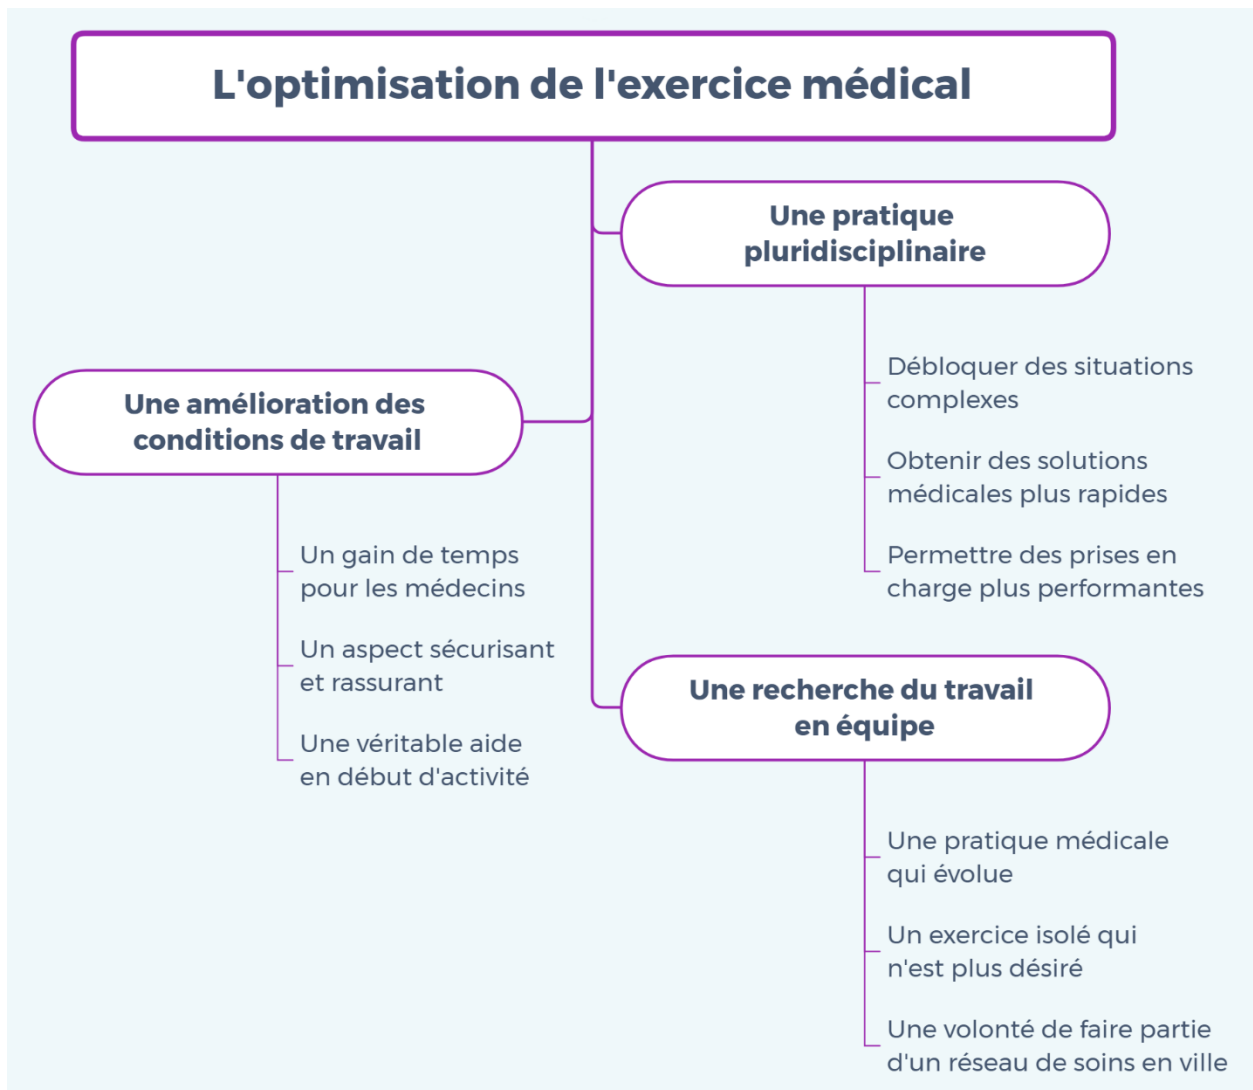 L'optimisation de l'exercice médical
Une pratique
pluridisciplinaire
Débloquer des situations
complexes
Obtenir des solutions
médicales plus rapides
Permettre des prises en
charge plus performantes
Une amélioration des
conditions de travail
Un gain de temps
pour les médecins
Un aspect sécurisant
et rassurant
Une véritable aide
en début d'activité
Une recherche du travail
en équipe
Une pratique médicale
qui évolue
Un exercice isolé qui
n'est plus désiré
Une volonté de faire partie
d'un réseau de soins en ville